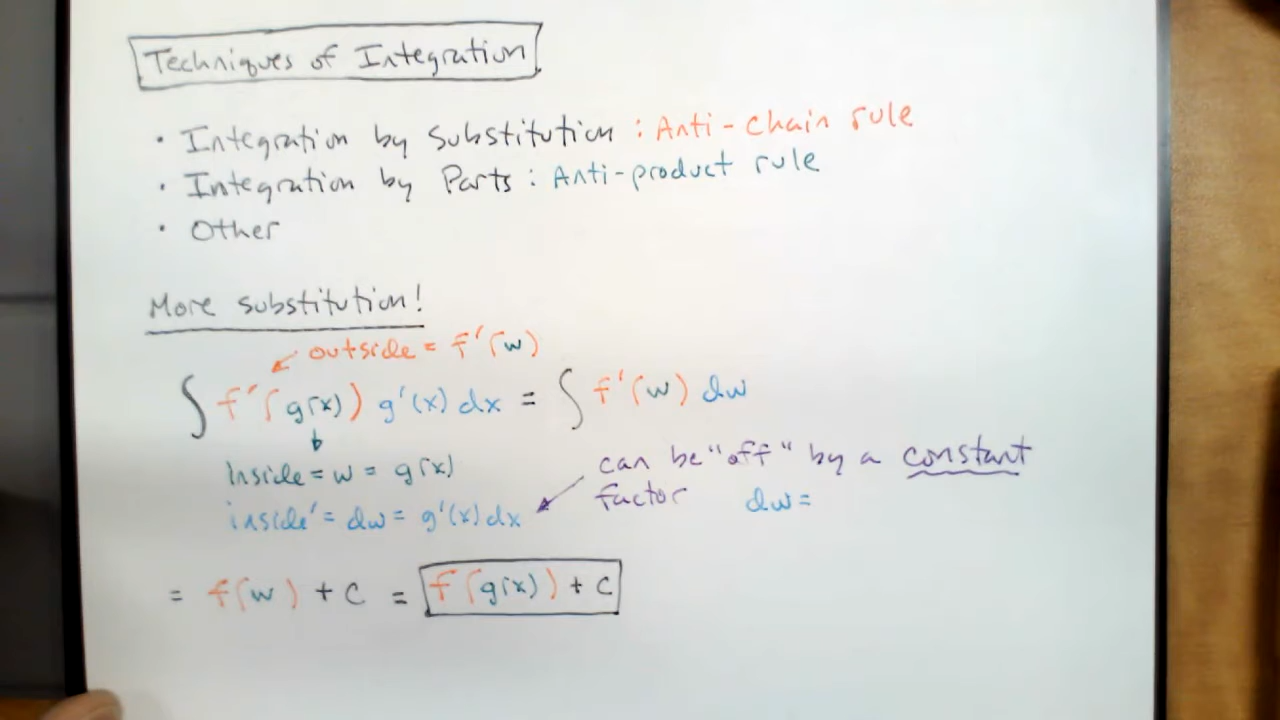 Techniques of Integration
• Integration by Substitution : Anti-chain rule
• Integration by Parts : Anti-product rule
• Other
More substitution!
outside = f'(w)
∫ f'(g(x)) g'(x) dx = ∫ f'(w) dw
inside = w = g(x)
inside' = dw = g'(x) dx
can be "off" by a constant
factor
dw =
= f(w) + C = f(g(x)) + C